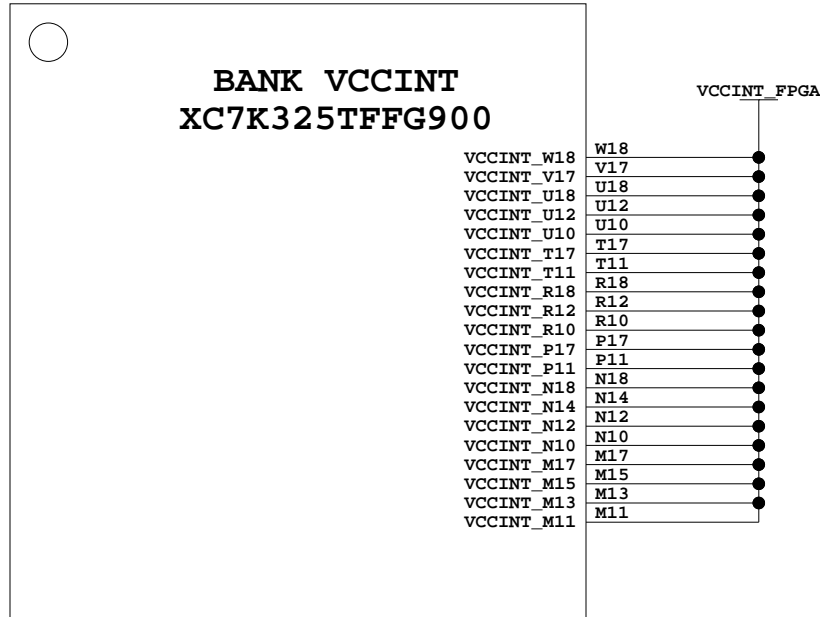 BANK VCCINT
XC7K325TFFG900
VCCINT_FPGA
VCCINT_W18 W18
VCCINT_V17 V17
VCCINT_U18 U18
VCCINT_U12 U12
VCCINT_U10 U10
VCCINT_T17 T17
VCCINT_T11 T11
VCCINT_R18 R18
VCCINT_R12 R12
VCCINT_R10 R10
VCCINT_P17 P17
VCCINT_P11 P11
VCCINT_N18 N18
VCCINT_N14 N14
VCCINT_N12 N12
VCCINT_N10 N10
VCCINT_M17 M17
VCCINT_M15 M15
VCCINT_M13 M13
VCCINT_M11 M11